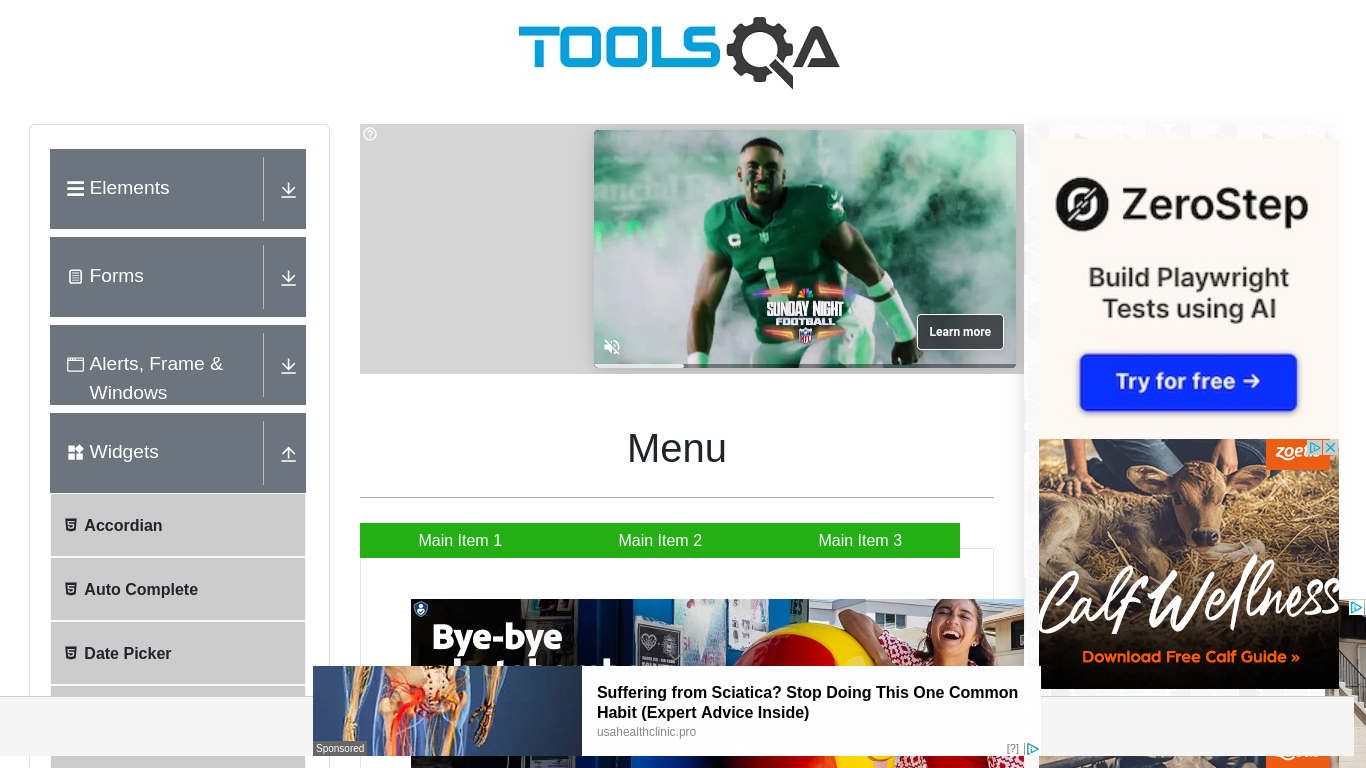 TOOLSQA
Elements
Forms
Alerts, Frame &
Windows
Widgets
Accordian
Auto Complete
Date Picker
SUNDAY NIGHT
FOOTBALL
Learn more
Menu
Main Item 1
Main Item 2
Main Item 3
Bye-bye
ZeroStep
Build Playwright
Tests using AI
Try for free →
Calf Wellness
Download Free Calf Guide »
Suffering from Sciatica? Stop Doing This One Common
Habit (Expert Advice Inside)
usahealthclinic.pro
Sponsored
[?]